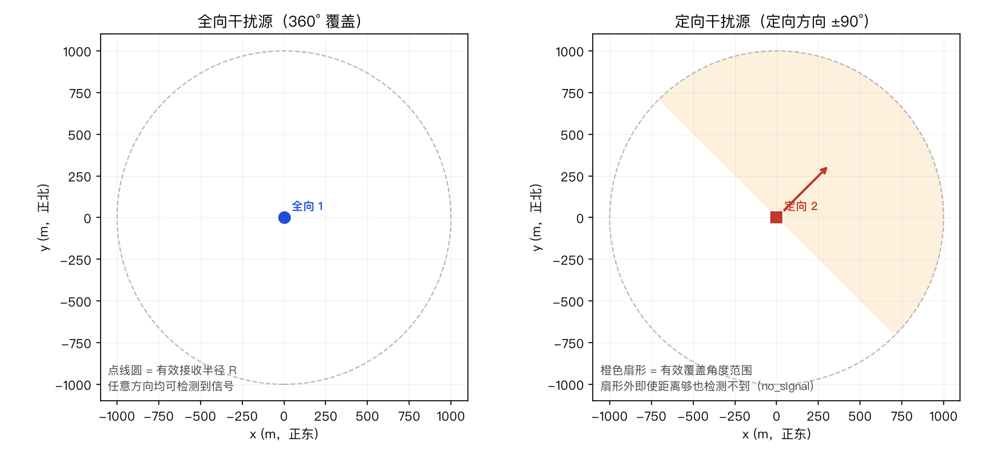 全向干扰源（360° 覆盖）
1000
750
500
250
0
−250
−500
−750
−1000
y (m，正北)
全向 1
点线圆 = 有效接收半径 R
任意方向均可检测到信号
−1000 −750 −500 −250 0 250 500 750 1000
x (m，正东)
定向干扰源（定向方向 ±90°）
1000
750
500
250
0
−250
−500
−750
−1000
y (m，正北)
定向 2
橙色扇形 = 有效覆盖角度范围
扇形外即使距离够也检测不到（no_signal）
−1000 −750 −500 −250 0 250 500 750 1000
x (m，正东)